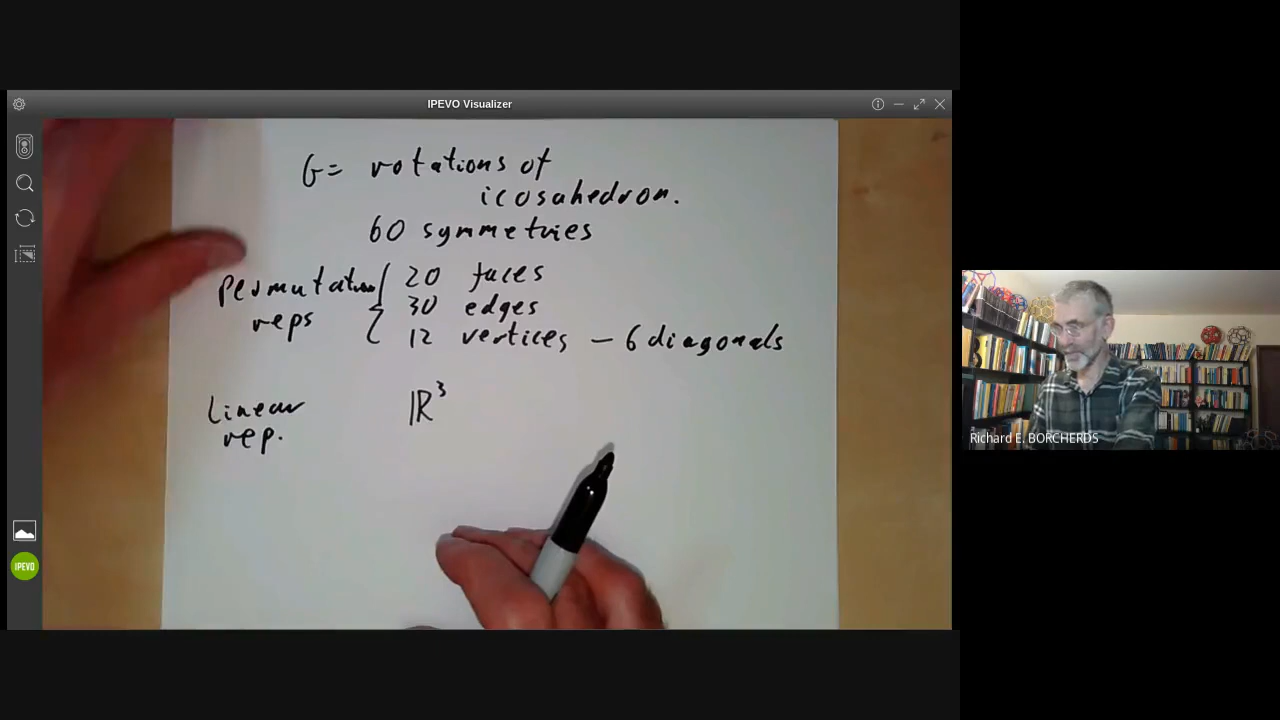 IPEVO Visualizer
G = rotations of
icosahedron.
60 symmetries
permutation reps { 20 faces
30 edges
12 vertices – 6 diagonals
Linear rep. ℝ³
IPEVO
Richard E. BORCHERDS